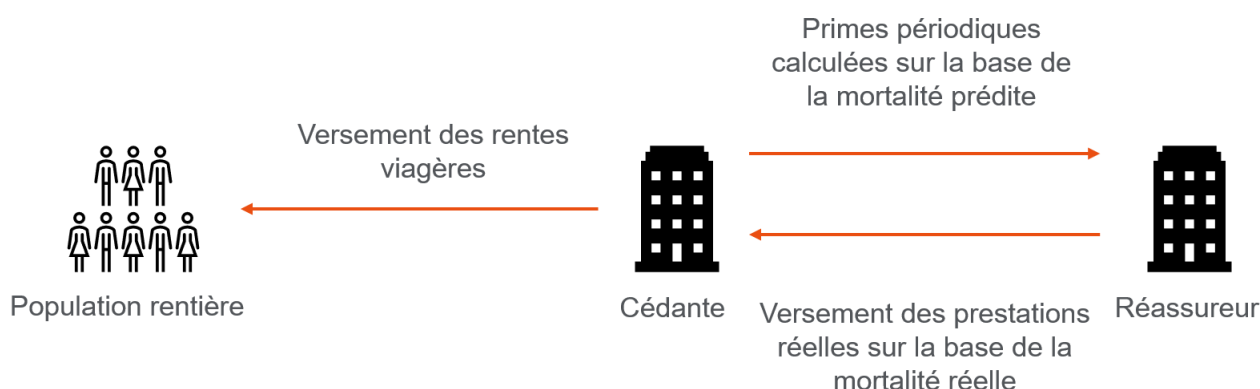 Primes périodiques
calculées sur la base de
la mortalité prédite
Versement des rentes
viagères
Population rentière
Cédante
Versement des prestations
réelles sur la base de la
mortalité réelle
Réassureur